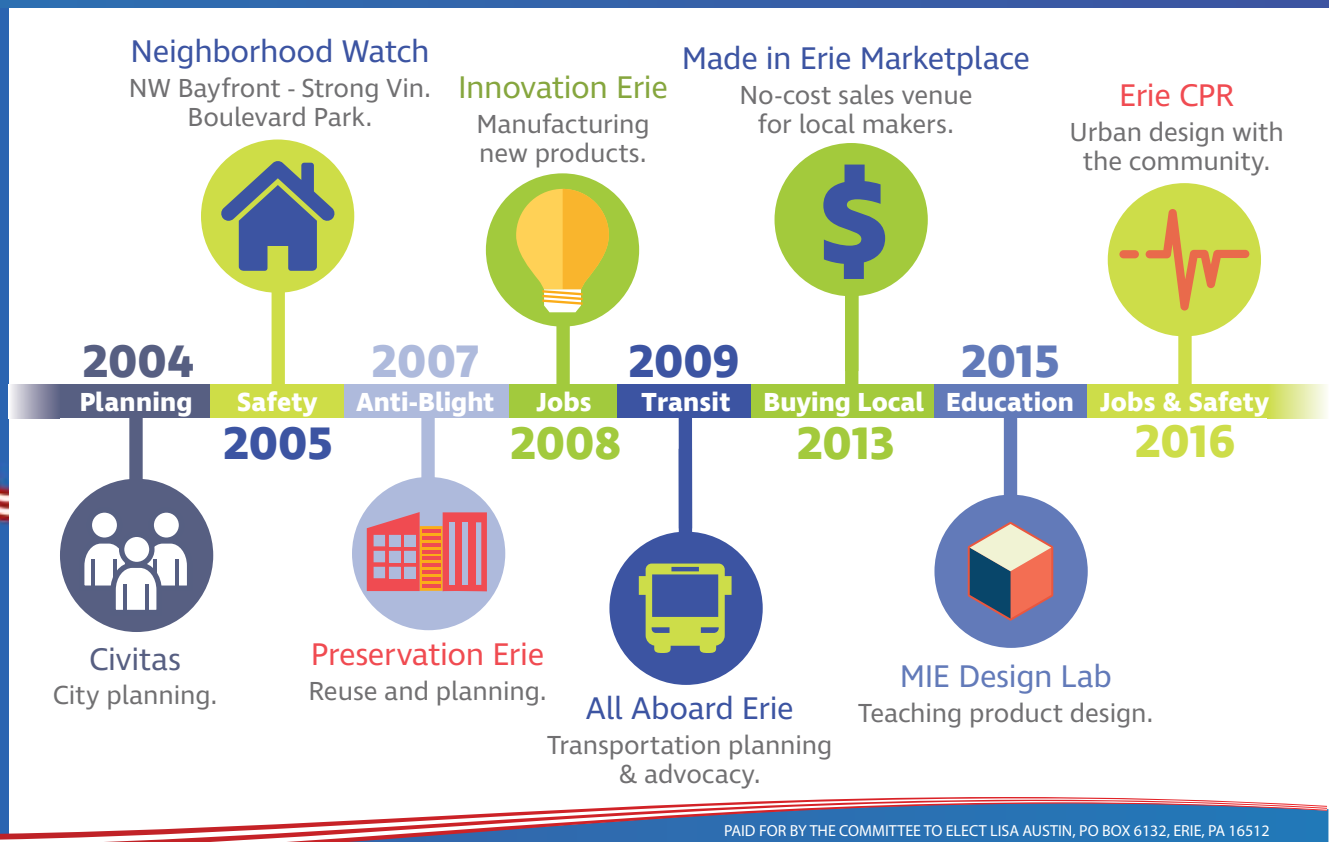 Neighborhood Watch
NW Bayfront - Strong Vin.
Boulevard Park.
Innovation Erie
Manufacturing
new products.
Made in Erie Marketplace
No-cost sales venue
for local makers.
Erie CPR
Urban design with
the community.
$
2004
2007
2009
2015
Planning
Safety
Anti-Blight
Jobs
Transit
Buying Local
Education
Jobs & Safety
2005
2008
2013
2016
Civitas
City planning.
Preservation Erie
Reuse and planning.
All Aboard Erie
Transportation planning
& advocacy.
MIE Design Lab
Teaching product design.
PAID FOR BY THE COMMITTEE TO ELECT LISA AUSTIN, PO BOX 6132, ERIE, PA 16512